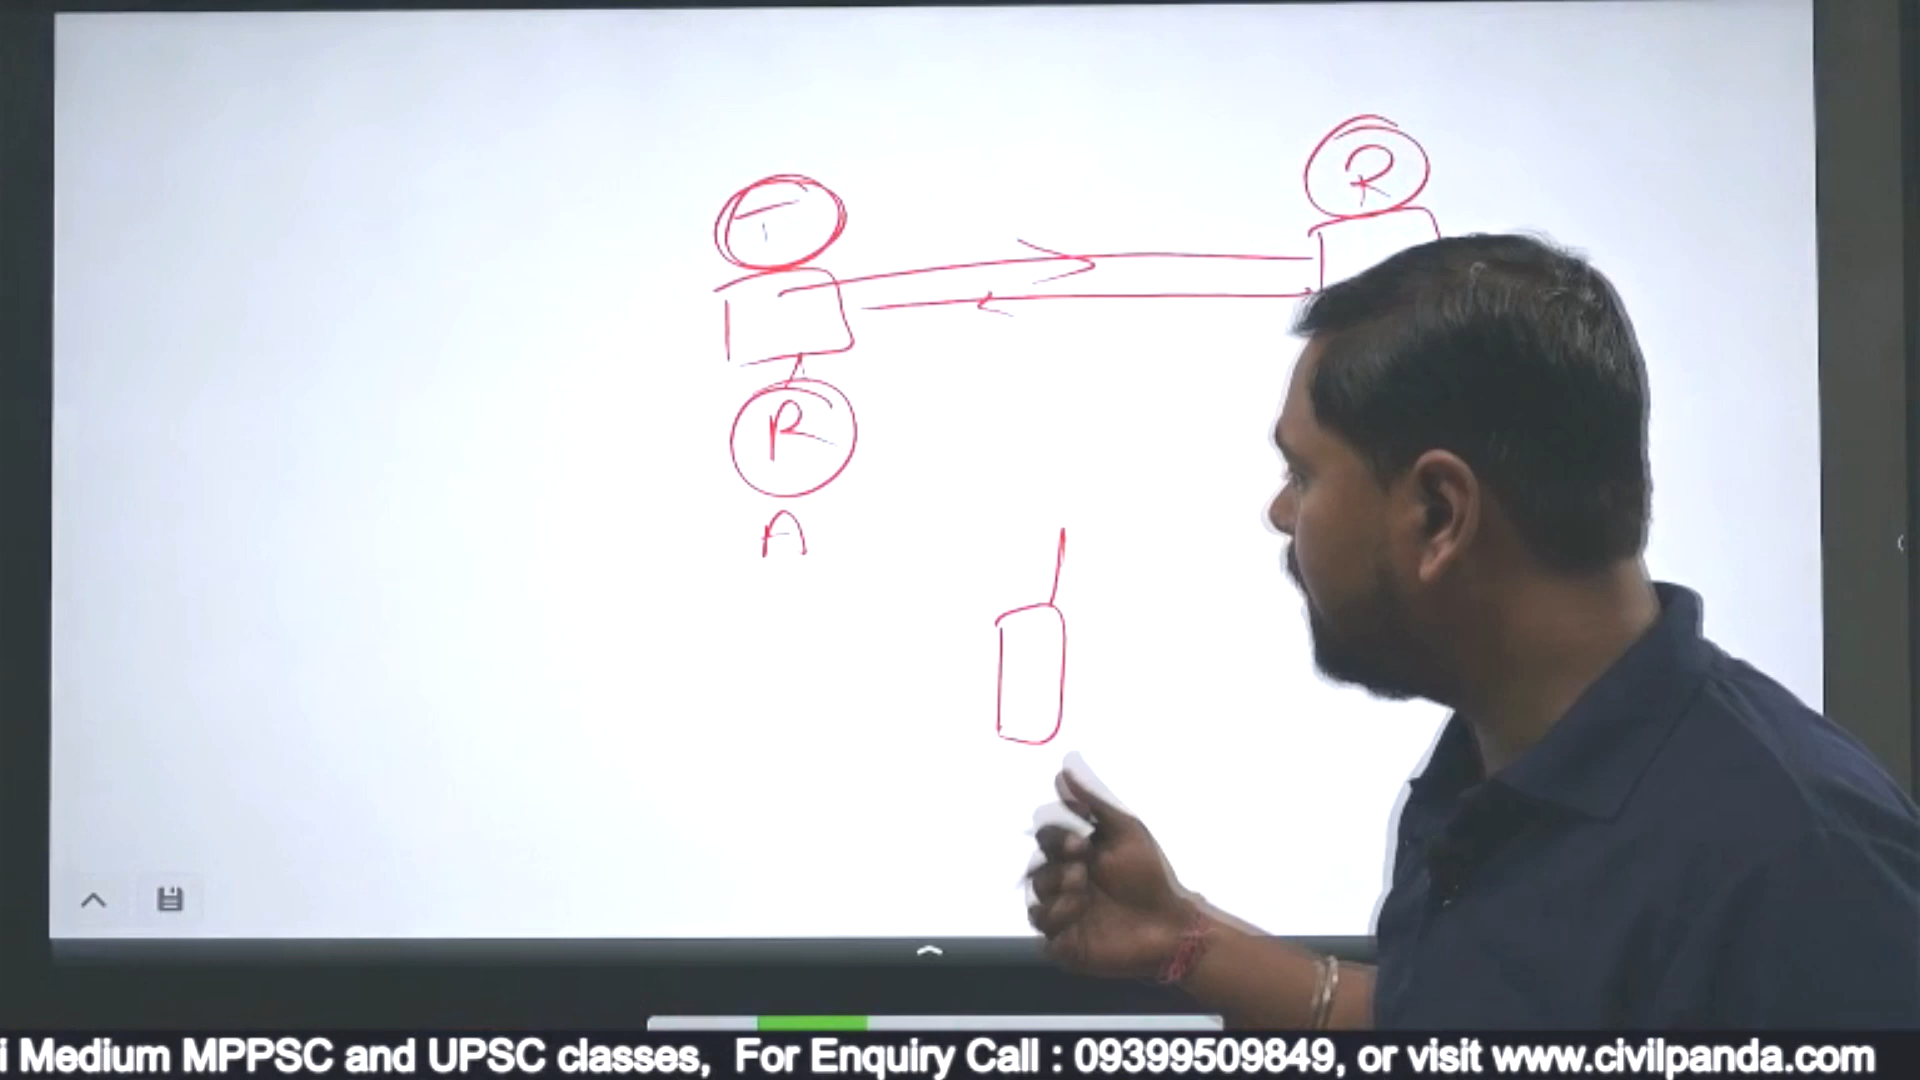 R
T
R
A
i Medium MPPSC and UPSC classes, For Enquiry Call : 09399509849, or visit www.civilpanda.com